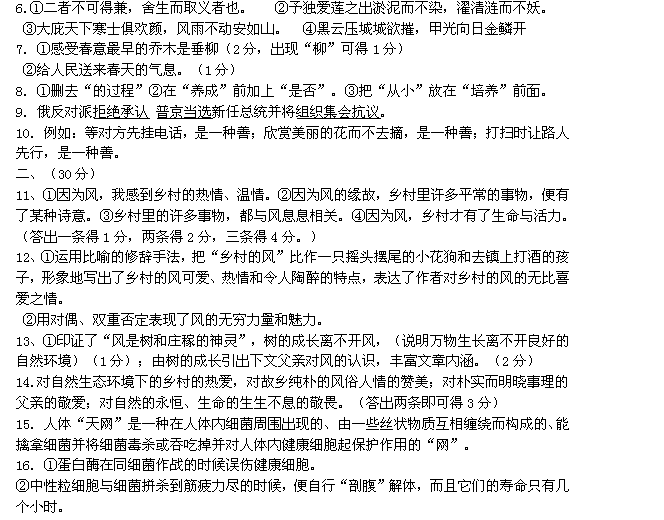 6.①二者不可得兼，舍生而取义者也。 ②予独爱莲之出淤泥而不染，濯清涟而不妖。
③大庇天下寒士俱欢颜，风雨不动安如山。 ④黑云压城城欲摧，甲光向日金鳞开
7. ①感受春意最早的乔木是垂柳(2分，出现“柳”可得1分)
②给人民送来春天的气息。(1分)
8. ①删去“的过程”②在“养成”前加上“是否”。③把“从小”放在“培养”前面。
9. 俄反对派拒绝承认 普京当选新任总统并将组织集会抗议。
10. 例如：等对方先挂电话，是一种善；欣赏美丽的花而不去摘，是一种善；打扫时让路人
先行，是一种善。
二、(30分)
11、①因为风，我感到乡村的热情、温情。②因为风的缘故，乡村里许多平常的事物，便有
了某种诗意。③乡村里的许多事物，都与风息息相关。④因为风，乡村才有了生命与活力。
(答出一条得1分，两条得2分，三条得4分。)
12、①运用比喻的修辞手法，把“乡村的风”比作一只摇头摆尾的小花狗和去镇上打酒的孩
子，形象地写出了乡村的风可爱、热情和令人陶醉的特点，表达了作者对乡村的风的无比喜
爱之情。
②用对偶、双重否定表现了风的无穷力量和魅力。
13、①印证了“风是树和庄稼的神灵”，树的成长离不开风，(说明万物生长离不开良好的
自然环境)(1分)；由树的成长引出下文父亲对风的认识，丰富文章内涵。(2分)
14.对自然生态环境下的乡村的热爱，对故乡纯朴的风俗人情的赞美；对朴实而明晓事理的
父亲的敬爱；对自然的永恒、生命的生生不息的敬畏。(答出两条即可得3分)
15. 人体“天网”是一种在人体内细菌周围出现的、由一些丝状物质互相缠绕而构成的、能
擒拿细菌并将细菌毒杀或吞吃掉并对人体内健康细胞起保护作用的“网”。
16. ①蛋白酶在同细菌作战的时候误伤健康细胞。
②中性粒细胞与细菌拼杀到筋疲力尽的时候，便自行“剖腹”解体，而且它们的寿命只有几
个小时。